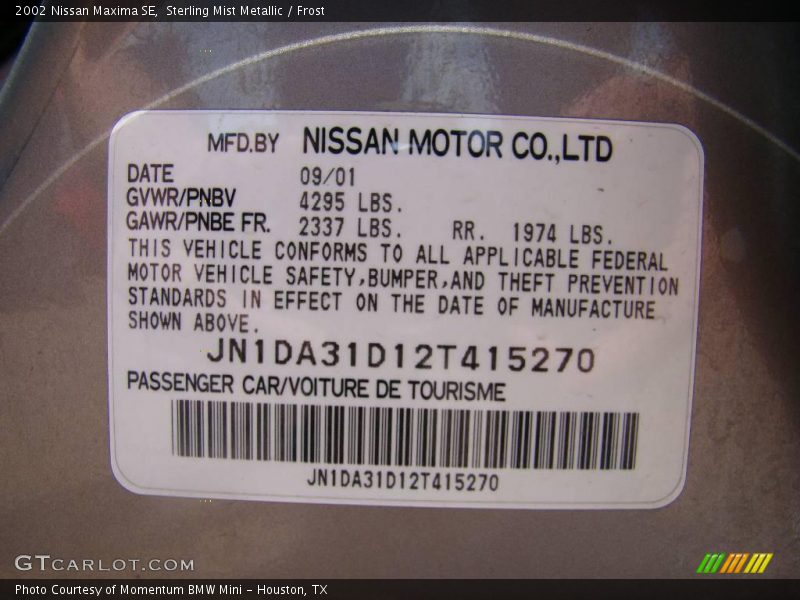 2002 Nissan Maxima SE,  Sterling Mist Metallic / Frost
MFD.BY NISSAN MOTOR CO.,LTD
DATE 09/01
GVWR/PNBV 4295 LBS.
GAWR/PNBE FR. 2337 LBS. RR. 1974 LBS.
THIS VEHICLE CONFORMS TO ALL APPLICABLE FEDERAL
MOTOR VEHICLE SAFETY,BUMPER,AND THEFT PREVENTION
STANDARDS IN EFFECT ON THE DATE OF MANUFACTURE
SHOWN ABOVE.
JN1DA31D12T415270
PASSENGER CAR/VOITURE DE TOURISME
JN1DA31D12T415270
GTCARLOT.COM
Photo Courtesy of Momentum BMW Mini - Houston, TX